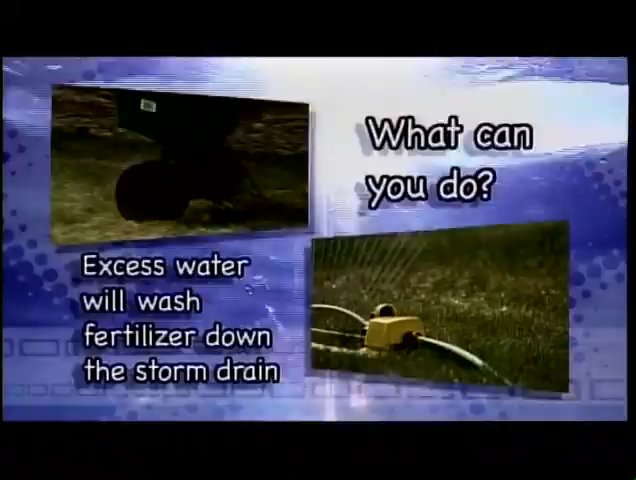 What can
you do?
Excess water
will wash
fertilizer down
the storm drain